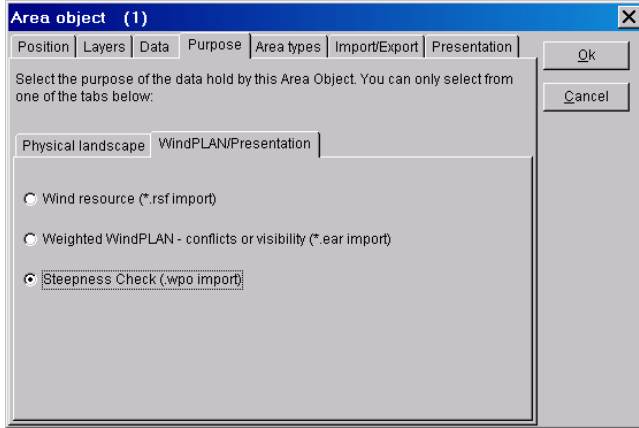 Area object (1)
Position Layers Data Purpose Area types Import/Export Presentation
Ok
Select the purpose of the data hold by this Area Object. You can only select from
one of the tabs below:
Cancel
Physical landscape WindPLAN/Presentation
Wind resource (*.rsf import)
Weighted WindPLAN - conflicts or visibility (*.ear import)
Steepness Check (.wpo import)